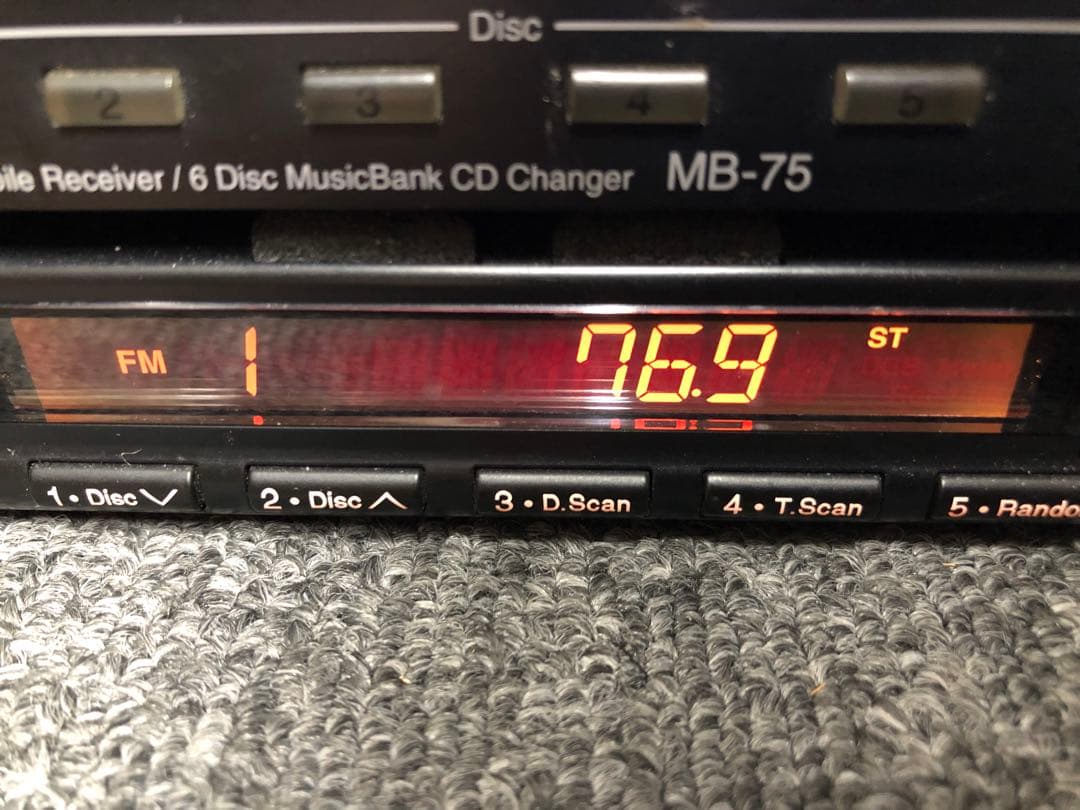 Disc
2 3 4 5
Receiver / 6 Disc MusicBank CD Changer MB-75
FM 1 76.9 ST
1 • Disc ∨ 2 • Disc ∧ 3 • D.Scan 4 • T.Scan 5 • Rando